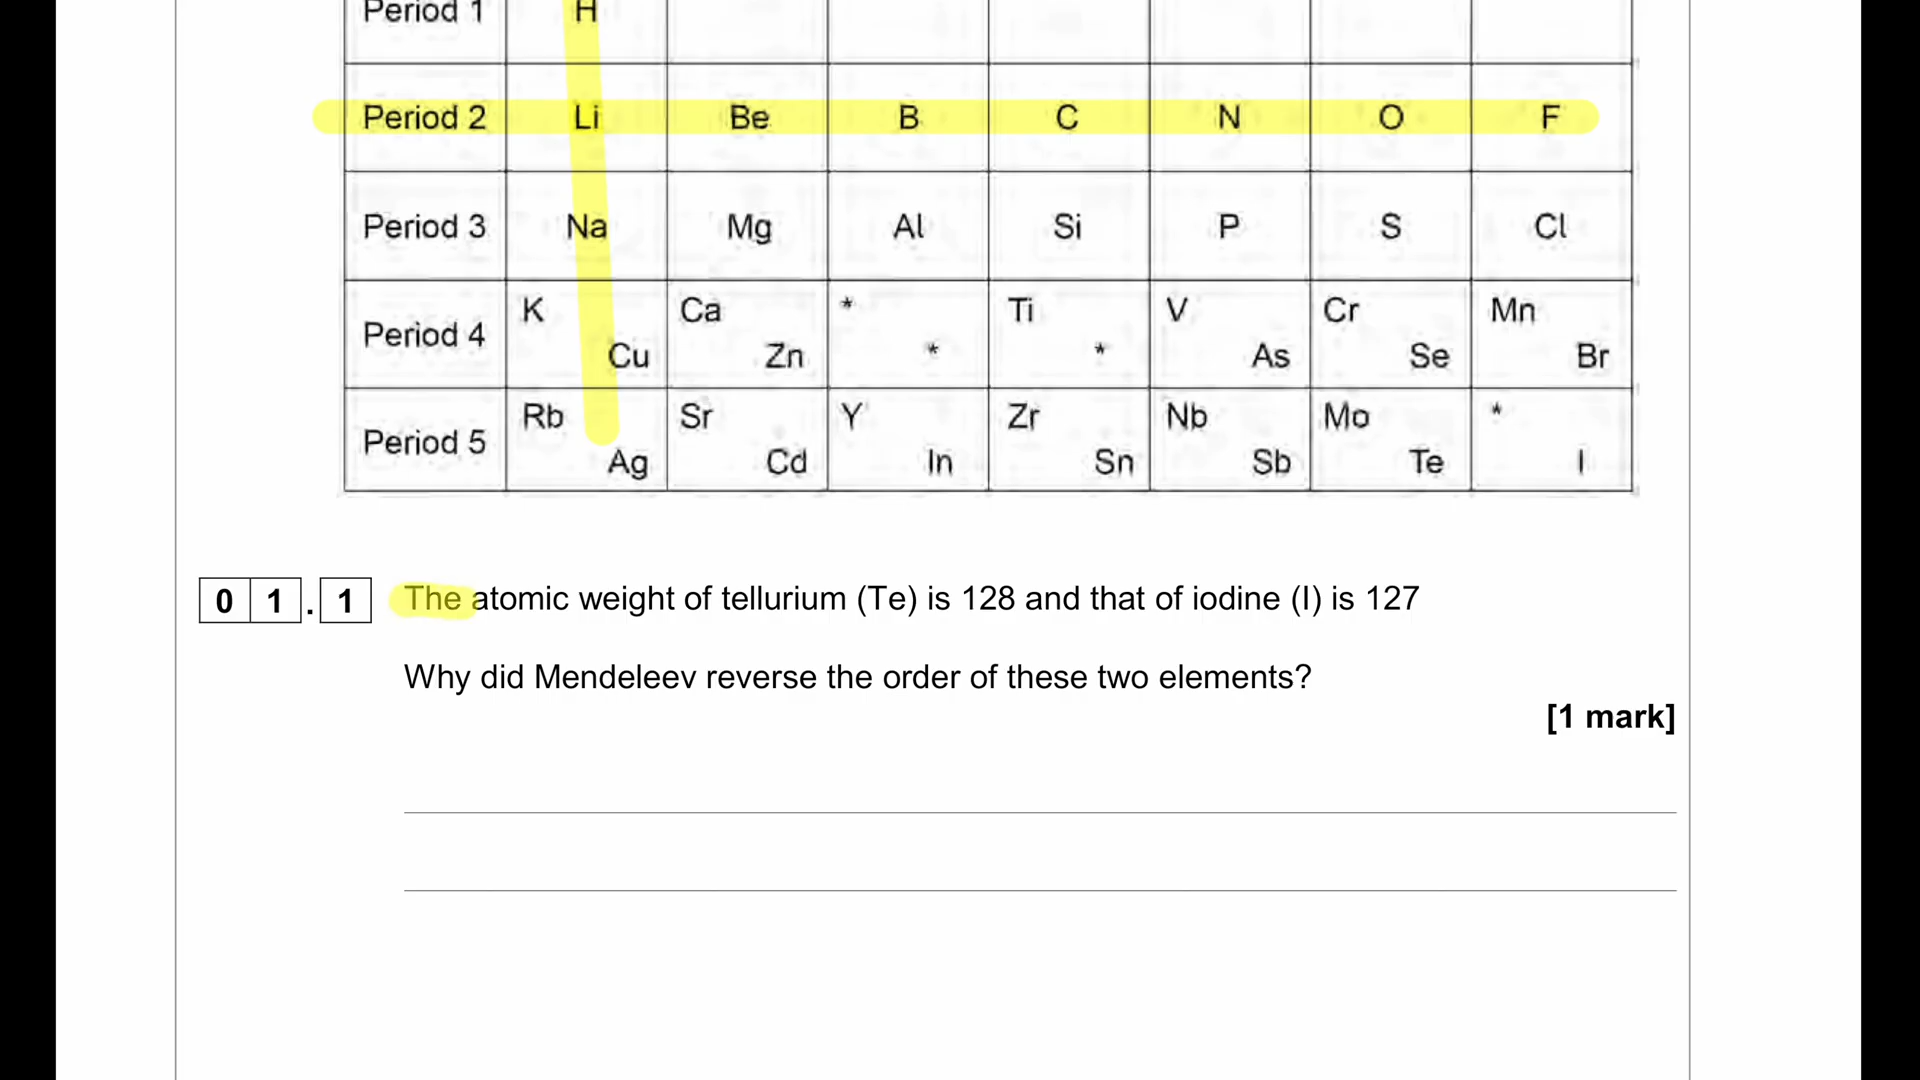 Period 1 H
Period 2 Li Be B C N O F
Period 3 Na Mg Al Si P S Cl
K Ca * Ti V Cr Mn
Period 4
Cu Zn * * As Se Br
Rb Sr Y Zr Nb Mo *
Period 5
Ag Cd In Sn Sb Te I
0 1 . 1 The atomic weight of tellurium (Te) is 128 and that of iodine (I) is 127
Why did Mendeleev reverse the order of these two elements?
[1 mark]